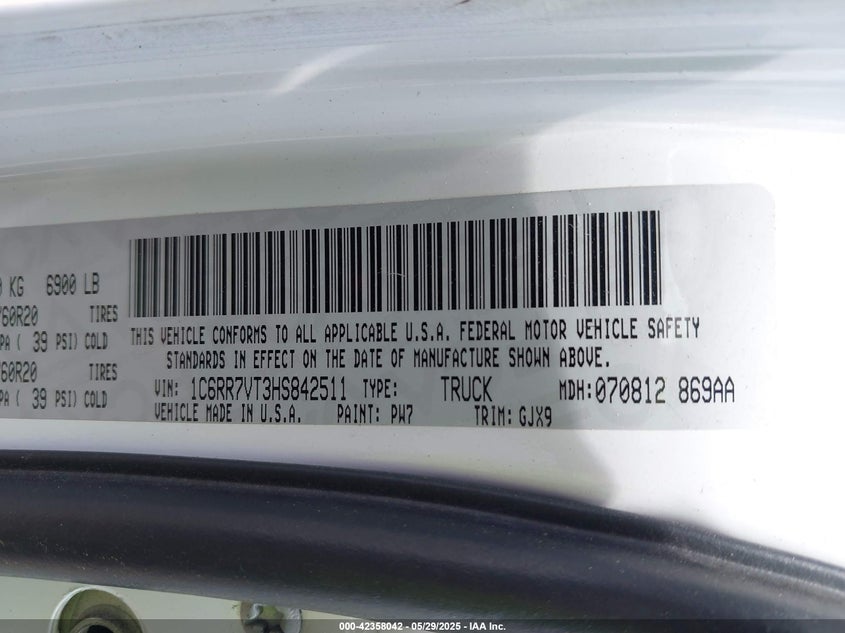 KG 6900 LB
60R20 TIRES
PA ( 39 PSI) COLD
60R20 TIRES
PA ( 39 PSI) COLD
THIS VEHICLE CONFORMS TO ALL APPLICABLE U.S.A. FEDERAL MOTOR VEHICLE SAFETY
STANDARDS IN EFFECT ON THE DATE OF MANUFACTURE SHOWN ABOVE.
VIN: 1C6RR7VT3HS842511 TYPE: TRUCK MDH:070812 869AA
VEHICLE MADE IN U.S.A. PAINT: PW7 TRIM: GJX9
000-42358042 - 05/29/2025 - IAA Inc.